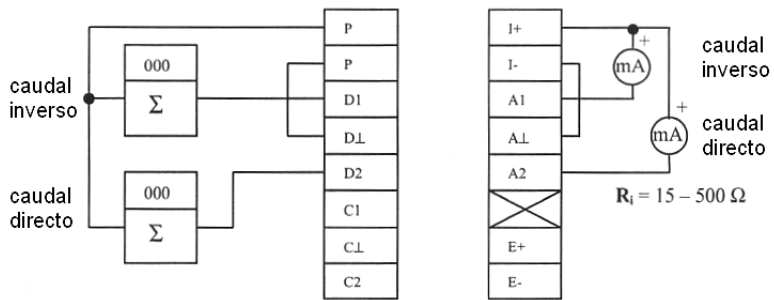 caudal
inverso
000
Σ
caudal
directo
000
Σ
P
P
D1
D⊥
D2
C1
C⊥
C2
I+
I-
A1
A⊥
A2
E+
E-
+
mA
caudal
inverso
+
mA
caudal
directo
Rᵢ = 15 – 500 Ω